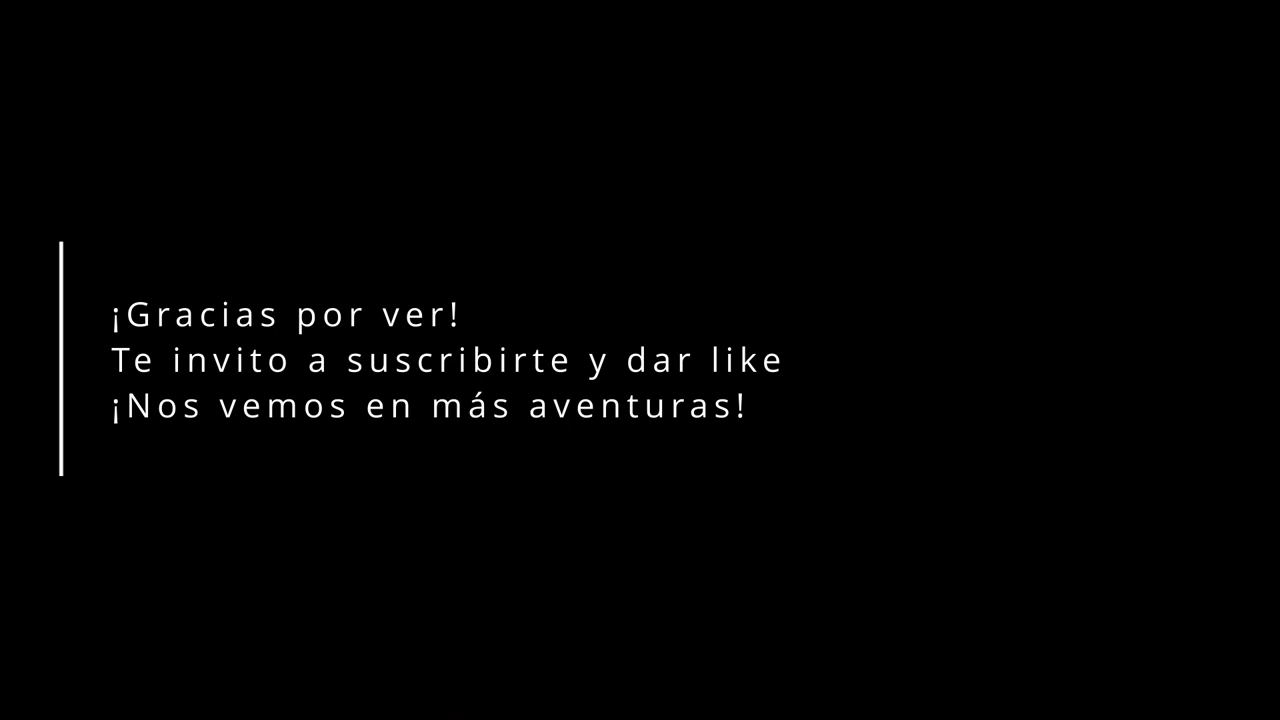 ¡Gracias por ver!
Te invito a suscribirte y dar like
¡Nos vemos en más aventuras!